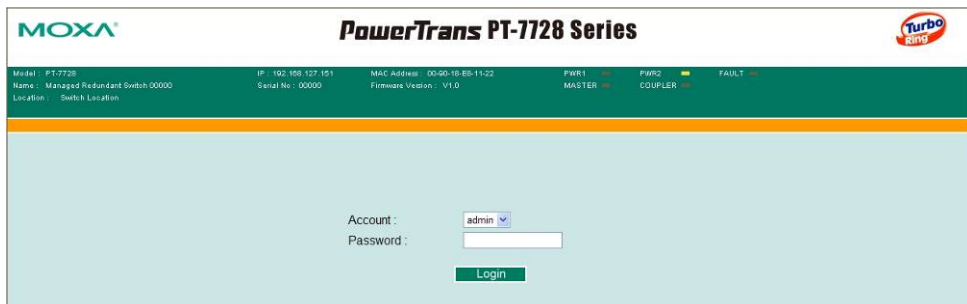 MOXA® PowerTrans PT-7728 Series Turbo Ring
Model : PT-7728 IP : 192.168.127.151 MAC Address : 00-90-18-E8-11-22 PWR1 PWR2 FAULT
Name : Managed Redundant Switch 00000 Serial No : 00000 Firmware Version : V1.0 MASTER COUPLER
Location : Switch Location
Account : admin
Password :
Login